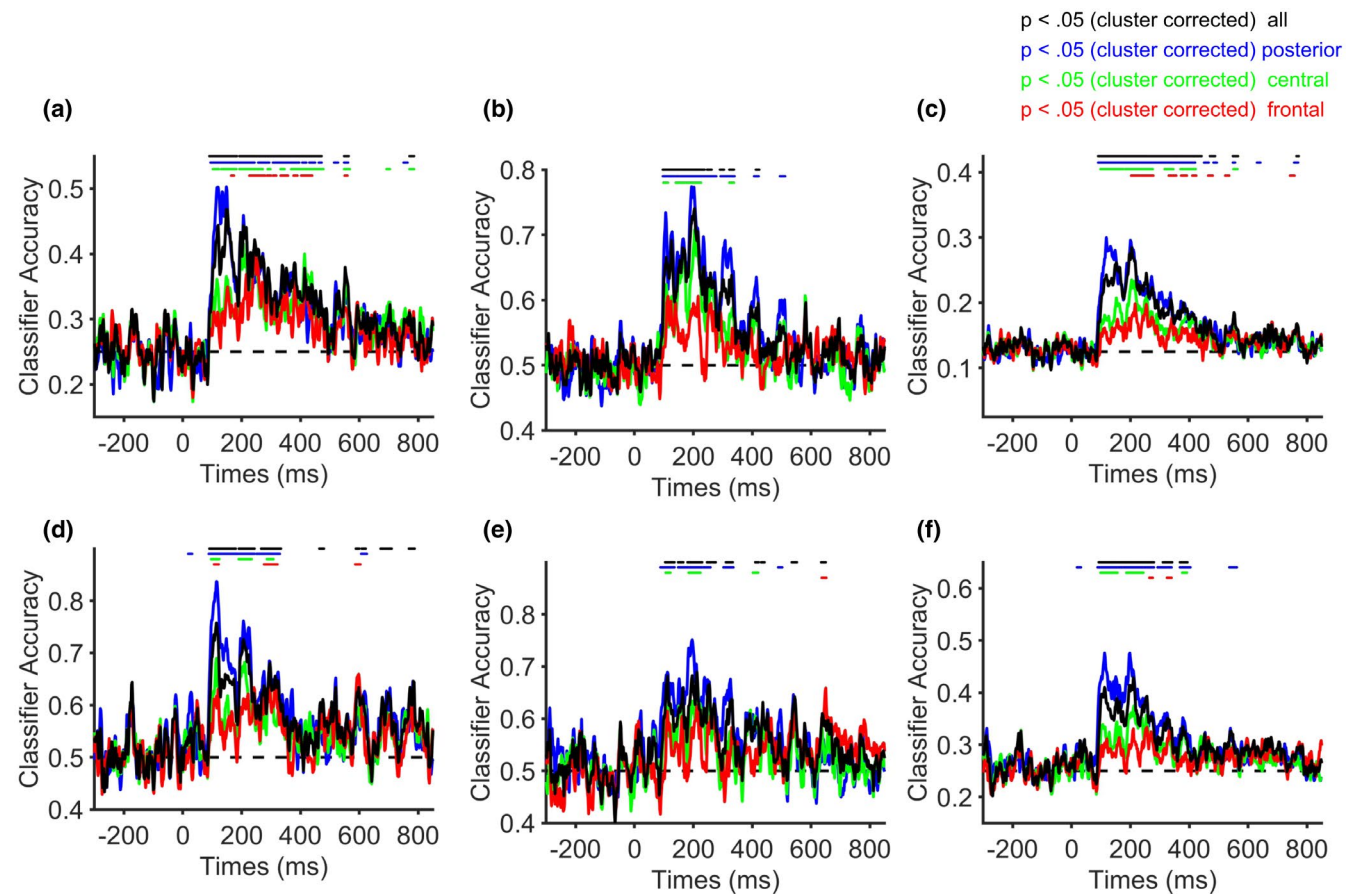 p < .05 (cluster corrected) all
p < .05 (cluster corrected) posterior
p < .05 (cluster corrected) central
p < .05 (cluster corrected) frontal
(a)
Classifier Accuracy
0.5
0.4
0.3
0.2
-200 0 200 400 600 800
Times (ms)
(b)
Classifier Accuracy
0.8
0.7
0.6
0.5
0.4
-200 0 200 400 600 800
Times (ms)
(c)
Classifier Accuracy
0.4
0.3
0.2
0.1
-200 0 200 400 600 800
Times (ms)
(d)
Classifier Accuracy
0.8
0.7
0.6
0.5
0.4
-200 0 200 400 600 800
Times (ms)
(e)
Classifier Accuracy
0.8
0.7
0.6
0.5
0.4
-200 0 200 400 600 800
Times (ms)
(f)
Classifier Accuracy
0.6
0.5
0.4
0.3
0.2
-200 0 200 400 600 800
Times (ms)